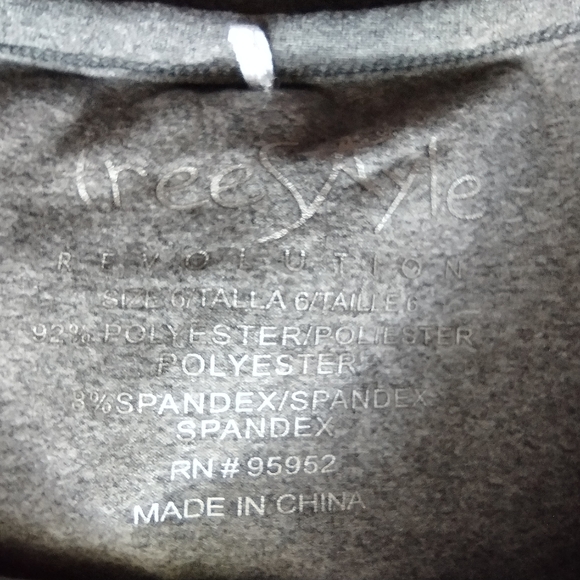 freeStyle
REVOLUTION
SIZE 6/TALLA 6/TAILLE 6
92% POLYESTER/POLIESTER
POLYESTER
8%SPANDEX/SPANDEX
SPANDEX
RN # 95952
MADE IN CHINA